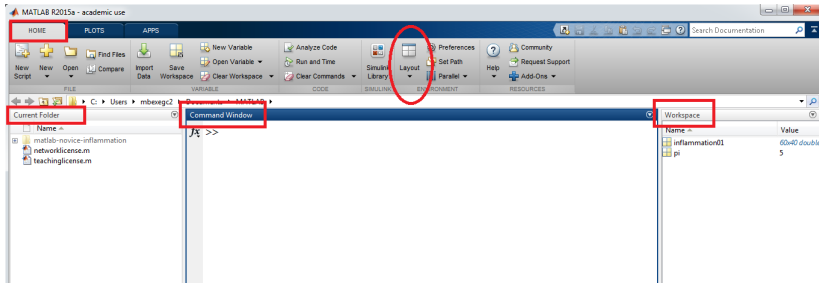 MATLAB R2015a - academic use
HOME PLOTS APPS
Search Documentation
New Script
New
Open
Find Files
Compare
Import Data
Save Workspace
New Variable
Open Variable
Clear Workspace
Analyze Code
Run and Time
Clear Commands
Simulink Library
Layout
Preferences
Set Path
Parallel
Help
Community
Request Support
Add-Ons
FILE VARIABLE CODE SIMULINK ENVIRONMENT RESOURCES
C: Users mbexegc2 Documents MATLAB
Current Folder Command Window Workspace
Name
matlab-novice-inflammation
networklicense.m
teachinglicense.m
fx >>
Name Value
inflammation01 60x40 double
pi 5